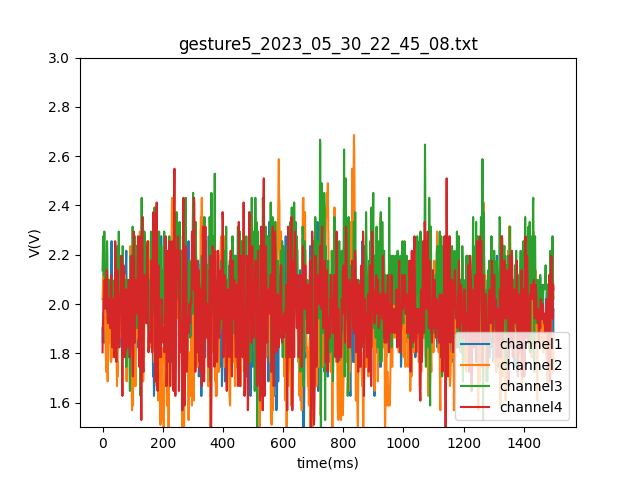 gesture5_2023_05_30_22_45_08.txt
3.0
2.8
2.6
2.4
2.2
2.0
1.8
1.6
V(V)
0 200 400 600 800 1000 1200 1400
time(ms)
channel1
channel2
channel3
channel4